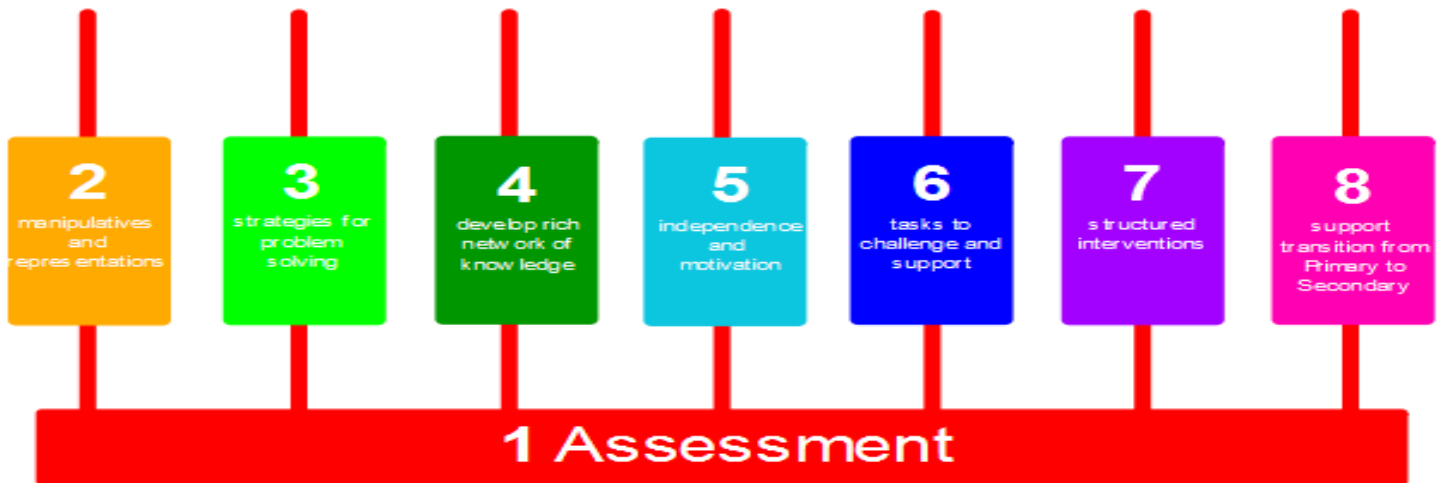 2
manipulatives
and
representations
3
strategies for
problem
solving
4
develop rich
network of
knowledge
5
independence
and
motivation
6
tasks to
challenge and
support
7
structured
interventions
8
support
transition from
Primary to
Secondary
1 Assessment